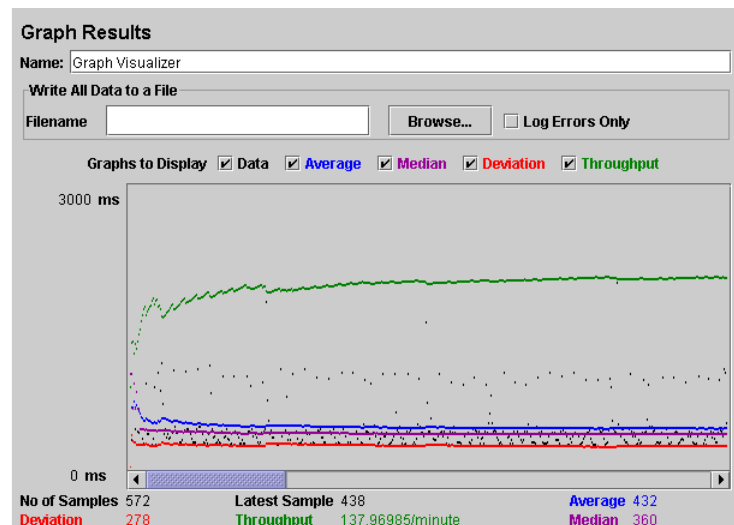 Graph Results
Name: Graph Visualizer
Write All Data to a File
Filename Browse... Log Errors Only
Graphs to Display Data Average Median Deviation Throughput
3000 ms
0 ms
No of Samples 572 Latest Sample 438 Average 432
Deviation 278 Throughput 137.96985/minute Median 360